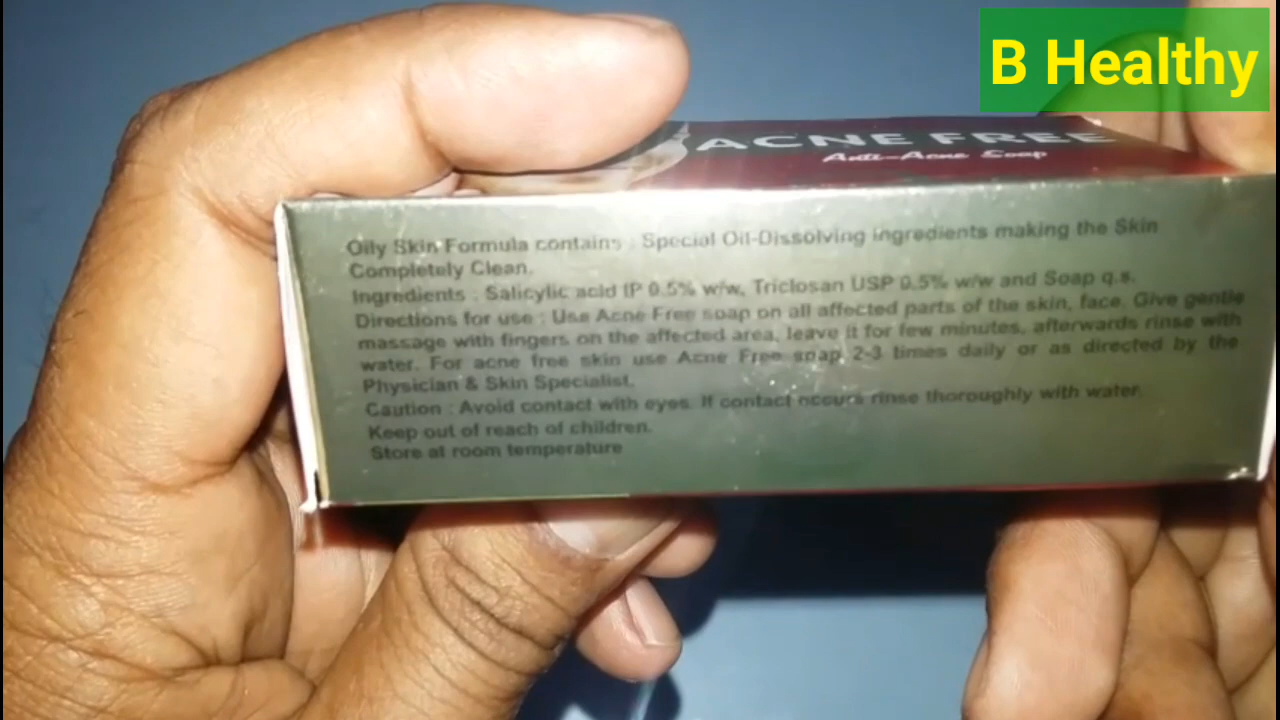 B Healthy
ACNE FREE
Anti-Acne Soap
Oily Skin Formula contains : Special Oil-Dissolving ingredients making the Skin
Completely Clean.
Ingredients : Salicylic acid IP 0.5% w/w, Triclosan USP 0.5% w/w and Soap q.s.
Directions for use : Use Acne Free soap on all affected parts of the skin, face. Give gentle
massage with fingers on the affected area, leave it for few minutes, afterwards rinse with
water. For acne free skin use Acne Free soap, 2-3 times daily or as directed by the
Physician & Skin Specialist.
Caution : Avoid contact with eyes. If contact occurs rinse thoroughly with water.
Keep out of reach of children.
Store at room temperature